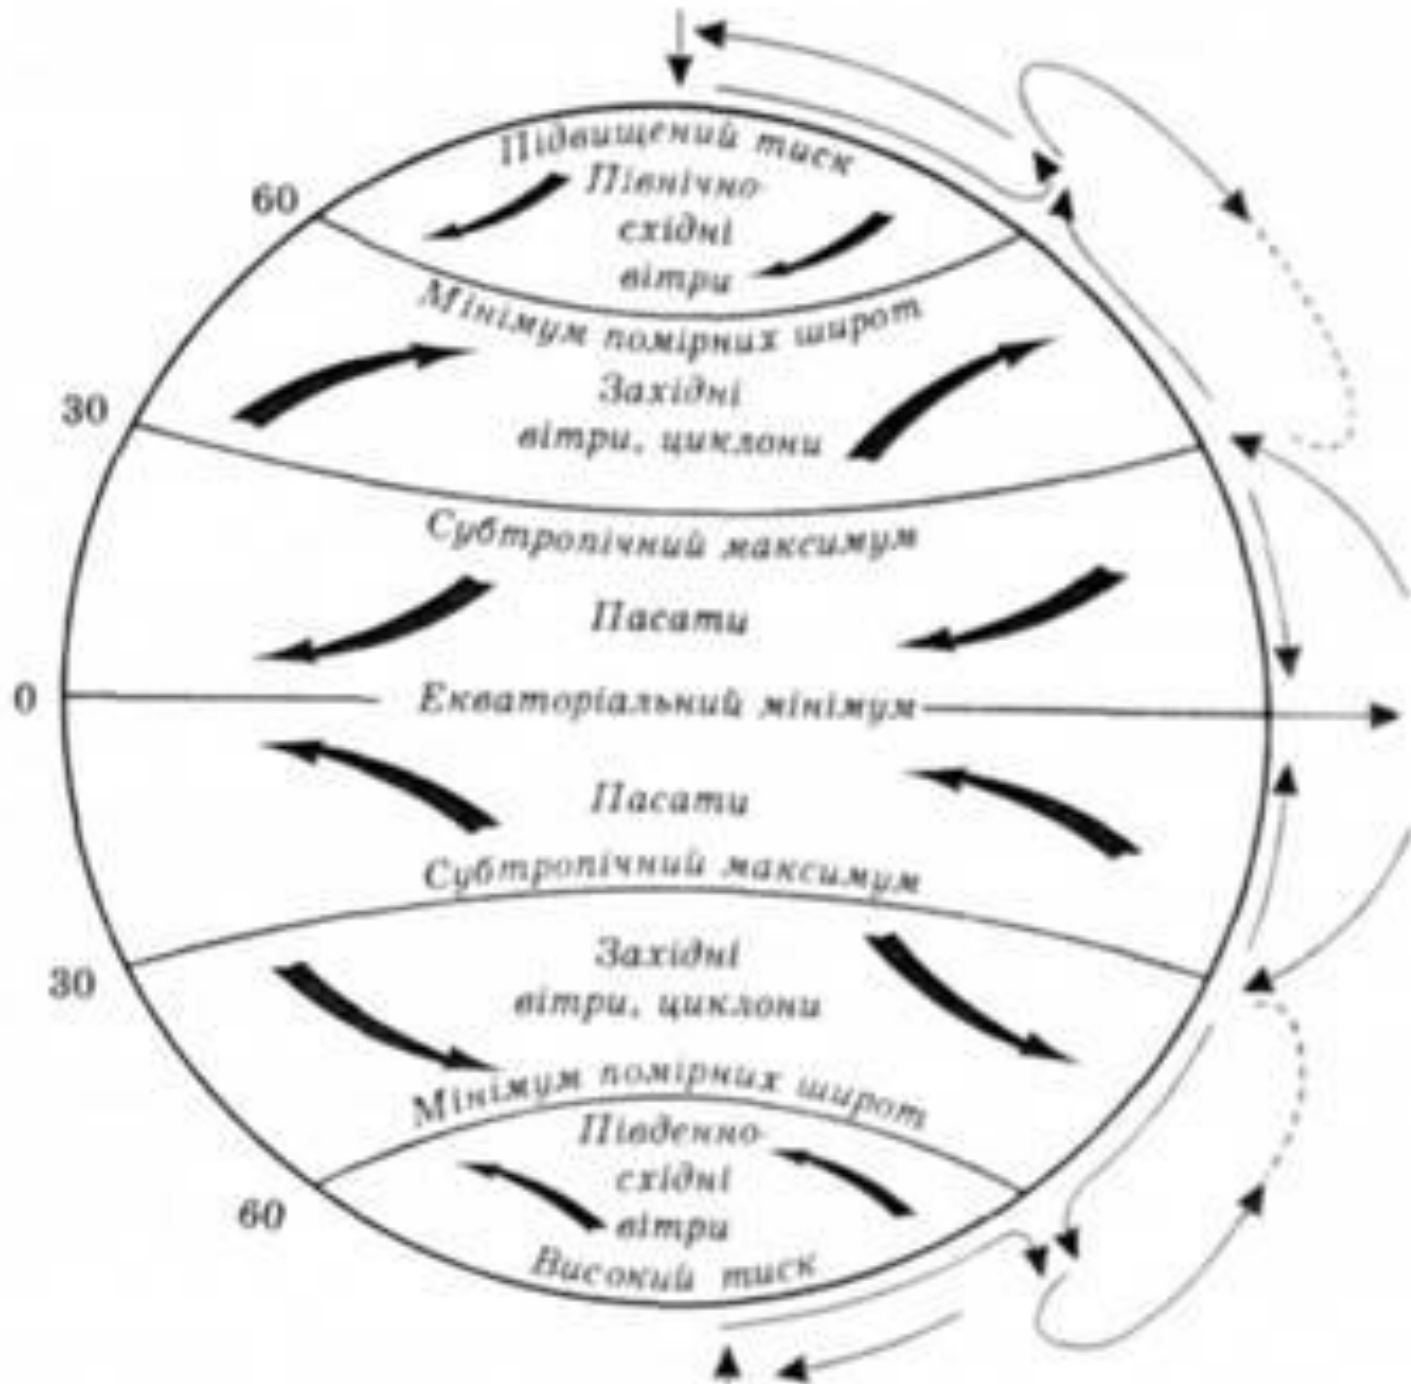 Підвищений тиск
Північно-
східні
вітри
60
Мінімум помірних широт
Західні
вітри, циклони
30
Субтропічний максимум
Пасати
0
Екваторіальний мінімум
Пасати
Субтропічний максимум
30
Західні
вітри, циклони
Мінімум помірних широт
60
Південно-
східні
вітри
Високий тиск